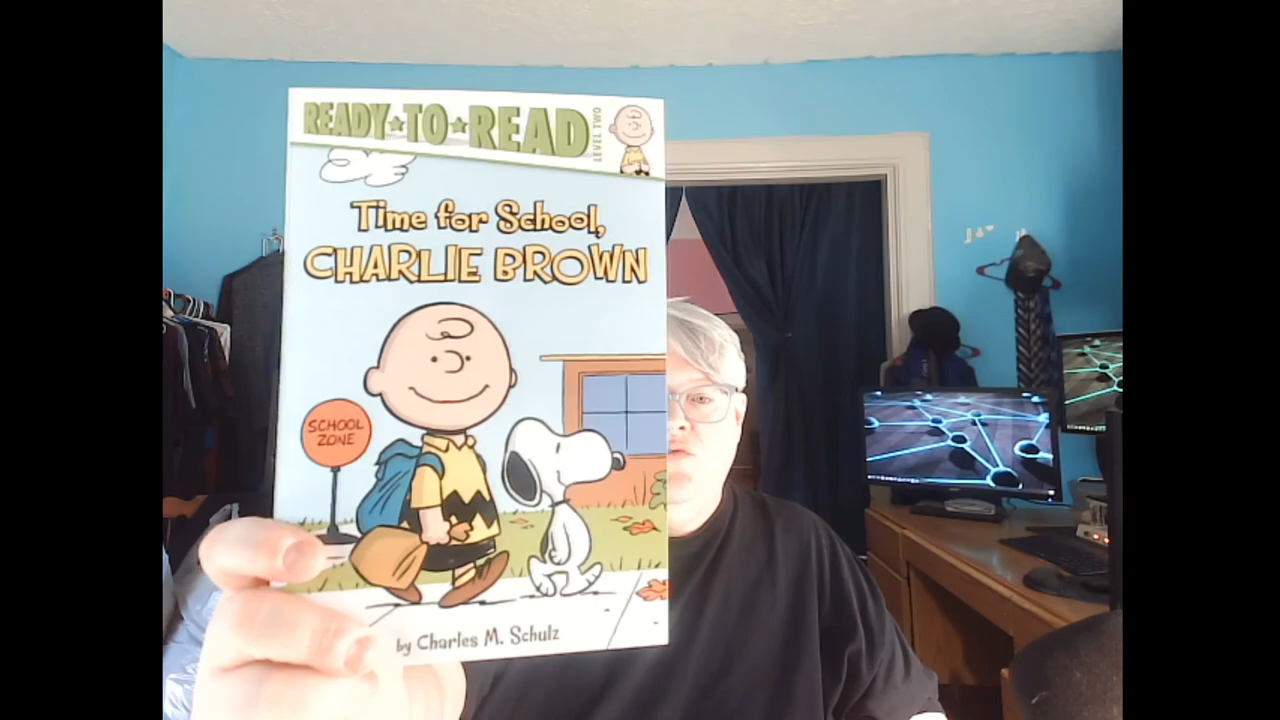 READY★TO★READ
LEVEL TWO
Time for School,
CHARLIE BROWN
SCHOOL
ZONE
by Charles M. Schulz